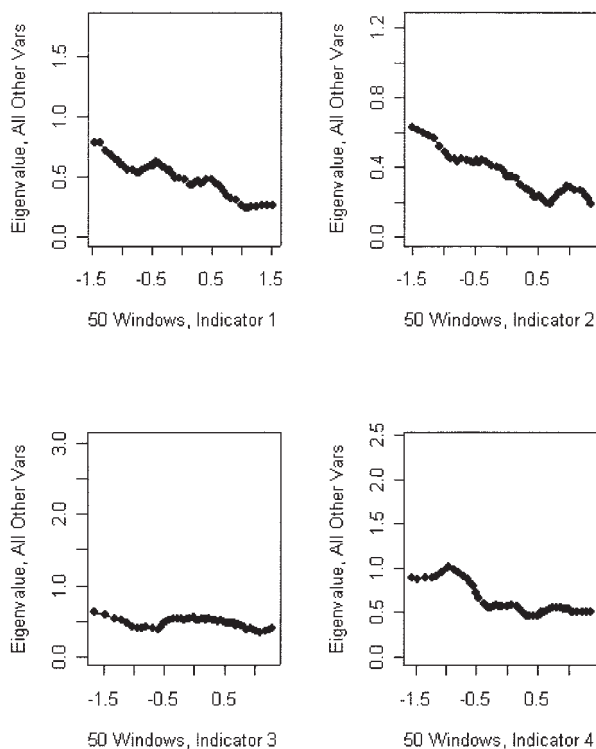 Eigenvalue, All Other Vars
0.0 0.5 1.0 1.5
-1.5 -0.5 0.5 1.5
50 Windows, Indicator 1
Eigenvalue, All Other Vars
0.0 0.4 0.8 1.2
-1.5 -0.5 0.5
50 Windows, Indicator 2
Eigenvalue, All Other Vars
0.0 1.0 2.0 3.0
-1.5 -0.5 0.5
50 Windows, Indicator 3
Eigenvalue, All Other Vars
0.0 0.5 1.0 1.5 2.0 2.5
-1.5 -0.5 0.5
50 Windows, Indicator 4